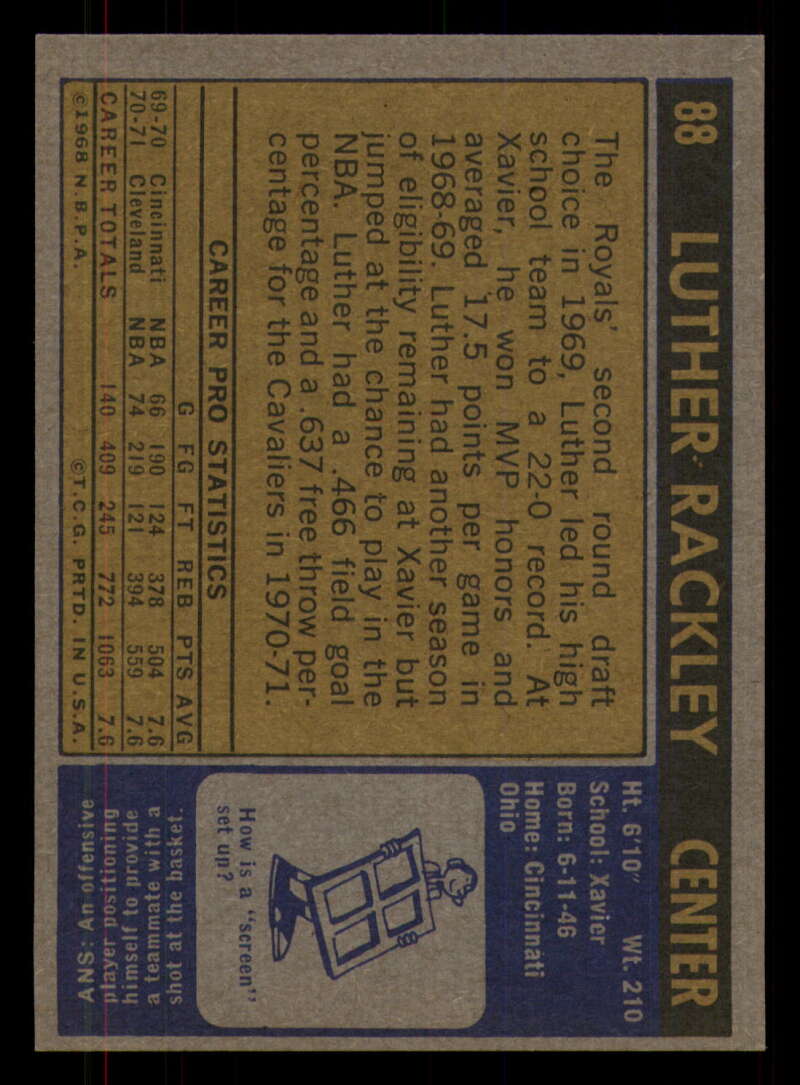 88 LUTHER RACKLEY CENTER
The Royals' second round draft
choice in 1969, Luther led his high
school team to a 22-0 record. At
Xavier, he won MVP honors and
averaged 17.5 points per game in
1968-69. Luther had another season
of eligibility remaining at Xavier but
jumped at the chance to play in the
NBA. Luther had a .466 field goal
percentage and a .637 free throw per-
centage for the Cavaliers in 1970-71.
CAREER PRO STATISTICS
G FG FT REB PTS AVG
69-70 Cincinnati NBA 66 190 124 378 504 7.6
70-71 Cleveland NBA 74 219 121 394 559 7.6
CAREER TOTALS 140 409 245 772 1063 7.6
©1968 N.B.P.A. ©T.C.G. PRTD. IN U.S.A.
Ht. 6'10" Wt. 210
School: Xavier
Born: 6-11-46
Home: Cincinnati
Ohio
How is a "screen"
set up?
ANS: An offensive
player positioning
himself to provide
a teammate with a
shot at the basket.